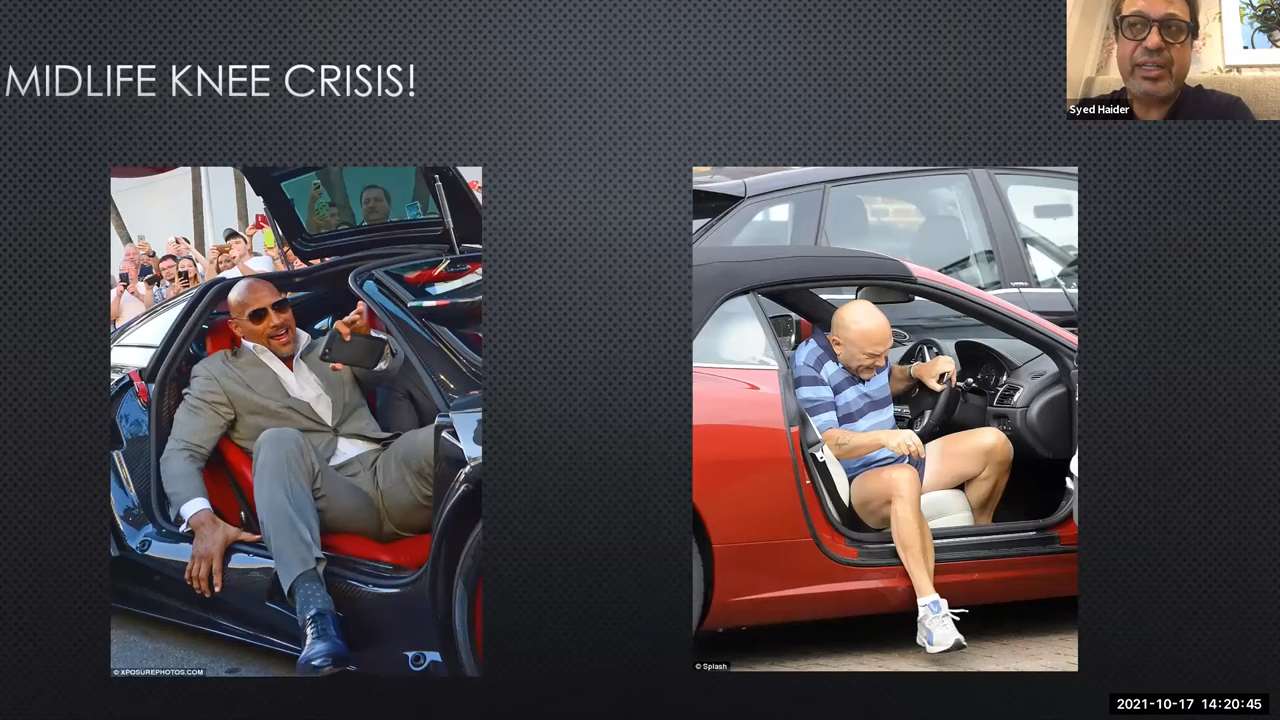 MIDLIFE KNEE CRISIS!
Syed Haider
© XPOSUREPHOTOS.COM
© Splash
2021-10-17 14:20:45